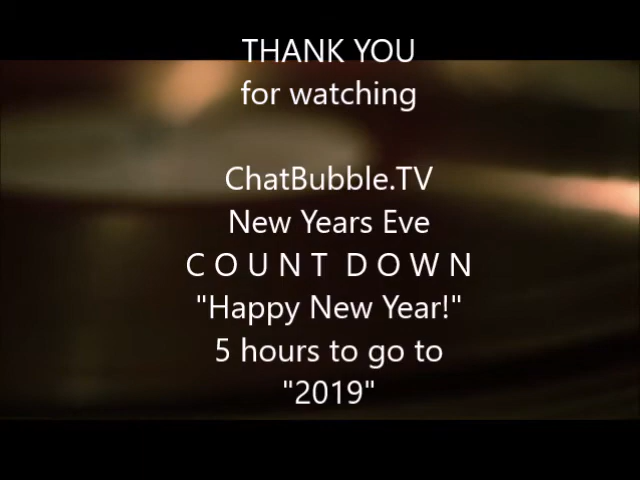 THANK YOU
for watching
ChatBubble.TV
New Years Eve
C O U N T  D O W N
"Happy New Year!"
5 hours to go to
"2019"